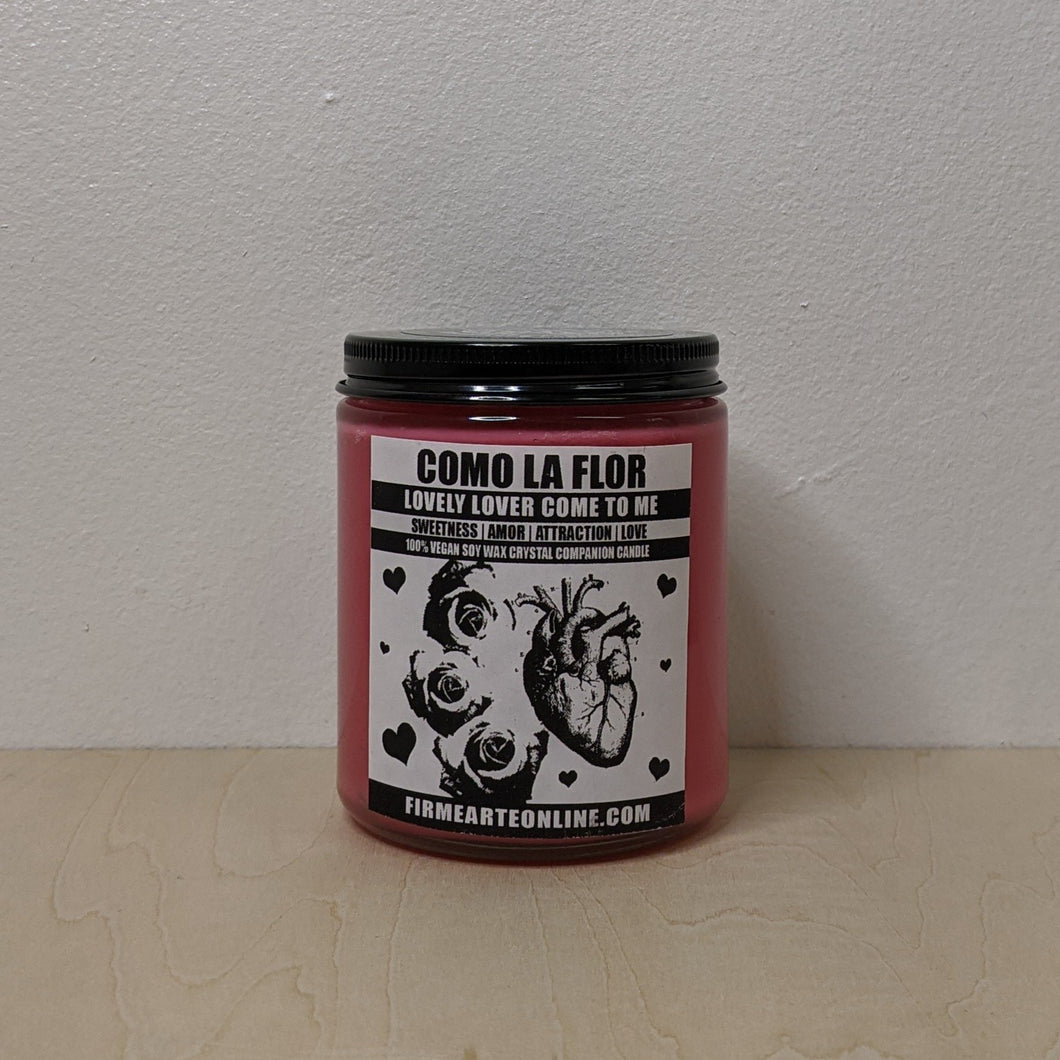 COMO LA FLOR
LOVELY LOVER COME TO ME
SWEETNESS | AMOR | ATTRACTION | LOVE
100% VEGAN SOY WAX CRYSTAL COMPANION CANDLE
FIRMEARTEONLINE.COM